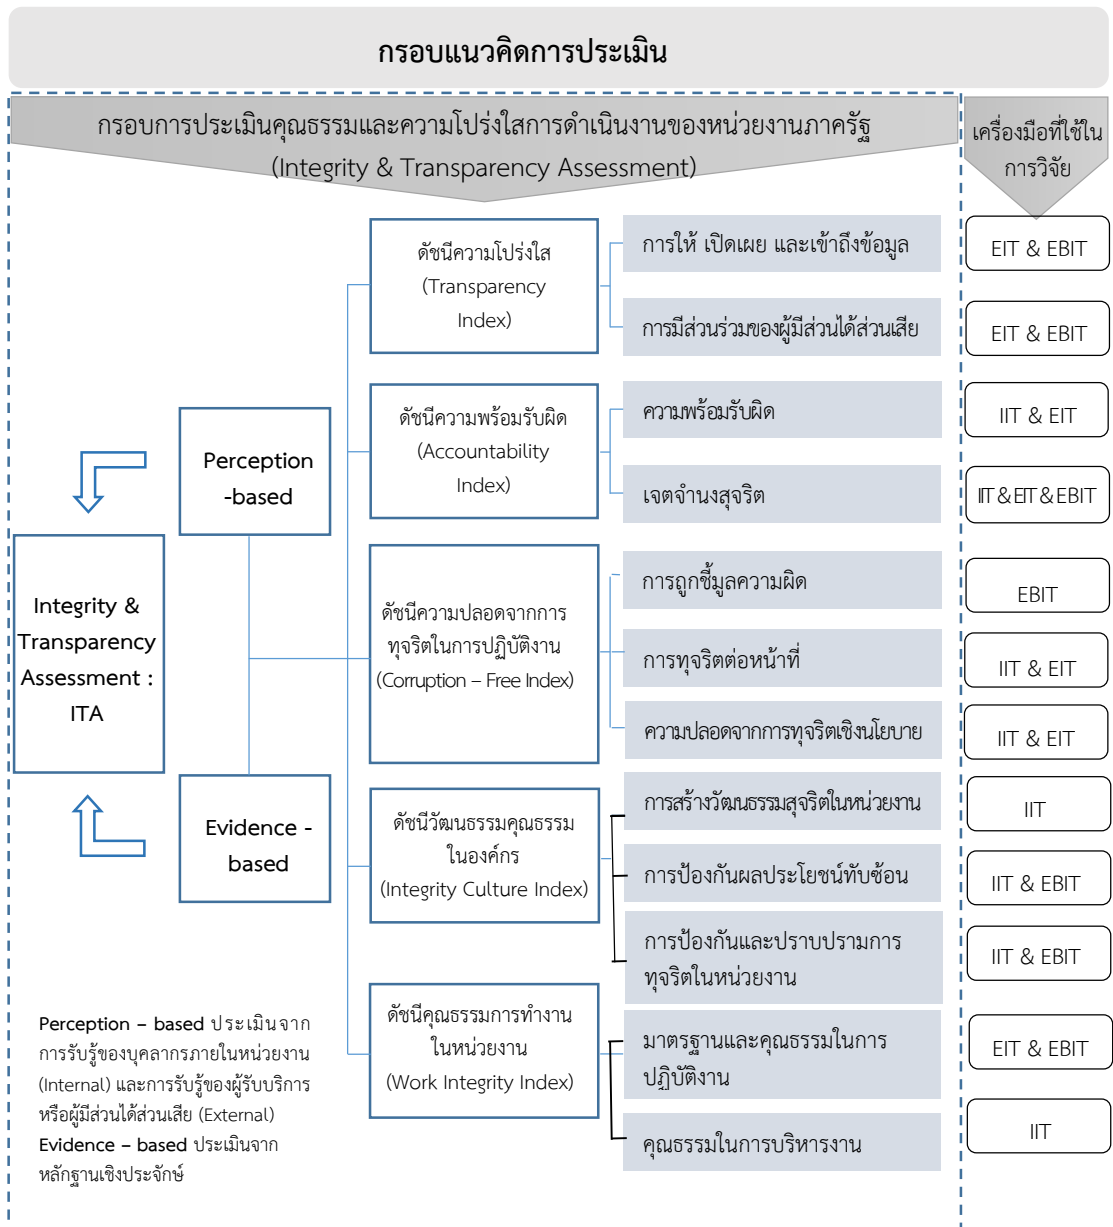 กรอบแนวคิดการประเมิน
กรอบการประเมินคุณธรรมและความโปร่งใสการดำเนินงานของหน่วยงานภาครัฐ
(Integrity & Transparency Assessment)
เครื่องมือที่ใช้ใน
การวิจัย
ดัชนีความโปร่งใส
(Transparency
Index)
การให้ เปิดเผย และเข้าถึงข้อมูล
EIT & EBIT
การมีส่วนร่วมของผู้มีส่วนได้ส่วนเสีย
EIT & EBIT
ดัชนีความพร้อมรับผิด
(Accountability
Index)
ความพร้อมรับผิด
IIT & EIT
เจตจำนงสุจริต
IIT & EIT & EBIT
Perception
-based
Integrity &
Transparency
Assessment :
ITA
ดัชนีความปลอดจากการ
ทุจริตในการปฏิบัติงาน
(Corruption – Free Index)
การถูกชี้มูลความผิด
EBIT
การทุจริตต่อหน้าที่
IIT & EIT
ความปลอดจากการทุจริตเชิงนโยบาย
IIT & EIT
Evidence -
based
ดัชนีวัฒนธรรมคุณธรรม
ในองค์กร
(Integrity Culture Index)
การสร้างวัฒนธรรมสุจริตในหน่วยงาน
IIT
การป้องกันผลประโยชน์ทับซ้อน
IIT & EBIT
การป้องกันและปราบปรามการ
ทุจริตในหน่วยงาน
IIT & EBIT
ดัชนีคุณธรรมการทำงาน
ในหน่วยงาน
(Work Integrity Index)
มาตรฐานและคุณธรรมในการ
ปฏิบัติงาน
EIT & EBIT
คุณธรรมในการบริหารงาน
IIT
Perception – based ประเมินจาก
การรับรู้ของบุคลากรภายในหน่วยงาน
(Internal) และการรับรู้ของผู้รับบริการ
หรือผู้มีส่วนได้ส่วนเสีย (External)
Evidence – based ประเมินจาก
หลักฐานเชิงประจักษ์